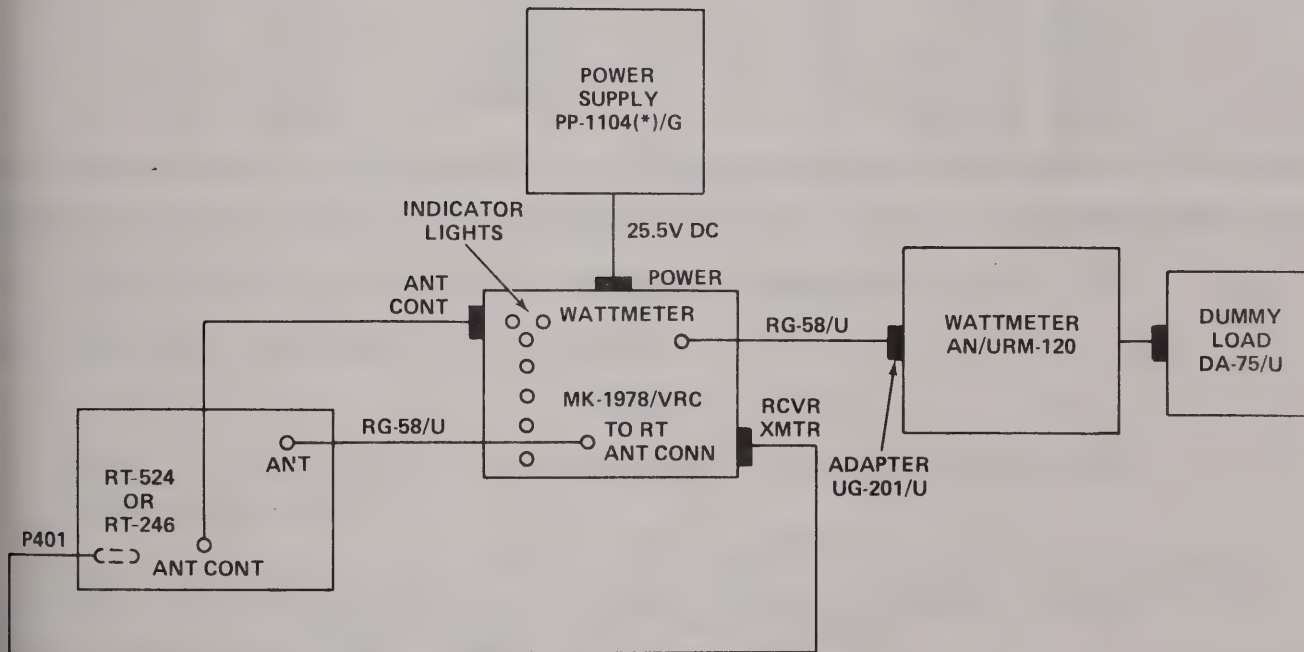 POWER
SUPPLY
PP-1104(*)/G
INDICATOR
LIGHTS
25.5V DC
ANT
CONT
POWER
WATTMETER
RG-58/U
WATTMETER
AN/URM-120
DUMMY
LOAD
DA-75/U
MK-1978/VRC
RG-58/U
TO RT
ANT CONN
RCVR
XMTR
ANT
ADAPTER
UG-201/U
RT-524
OR
RT-246
P401
ANT CONT